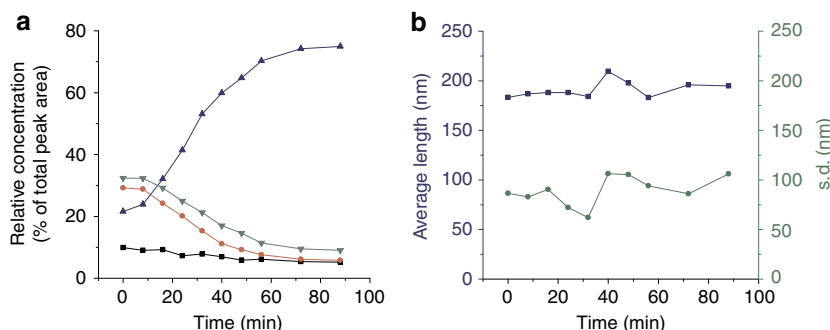 a
Relative concentration
(% of total peak area)
80
60
40
20
0
0 20 40 60 80 100
Time (min)
b
Average length (nm)
250
200
150
100
50
0
0 20 40 60 80 100
Time (min)
250
200
150
100
50
0
s.d. (nm)